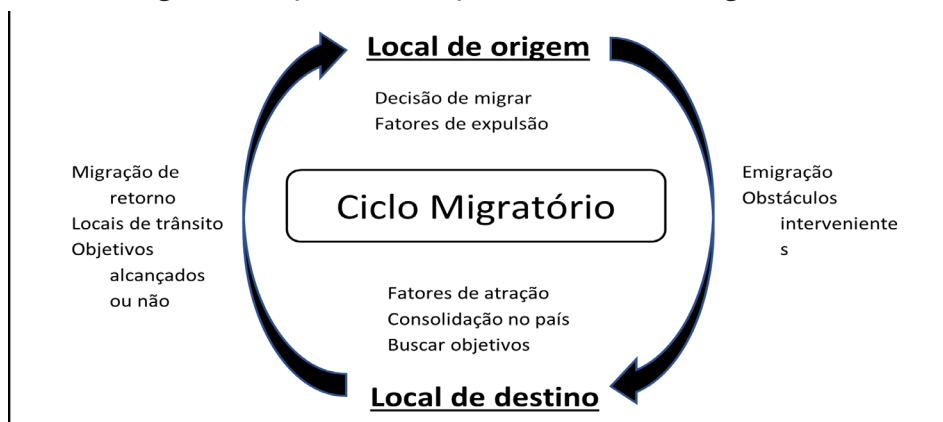 Local de origem
Decisão de migrar
Fatores de expulsão
Migração de
retorno
Locais de trânsito
Objetivos
alcançados
ou não
Ciclo Migratório
Emigração
Obstáculos
interveniente
s
Fatores de atração
Consolidação no país
Buscar objetivos
Local de destino